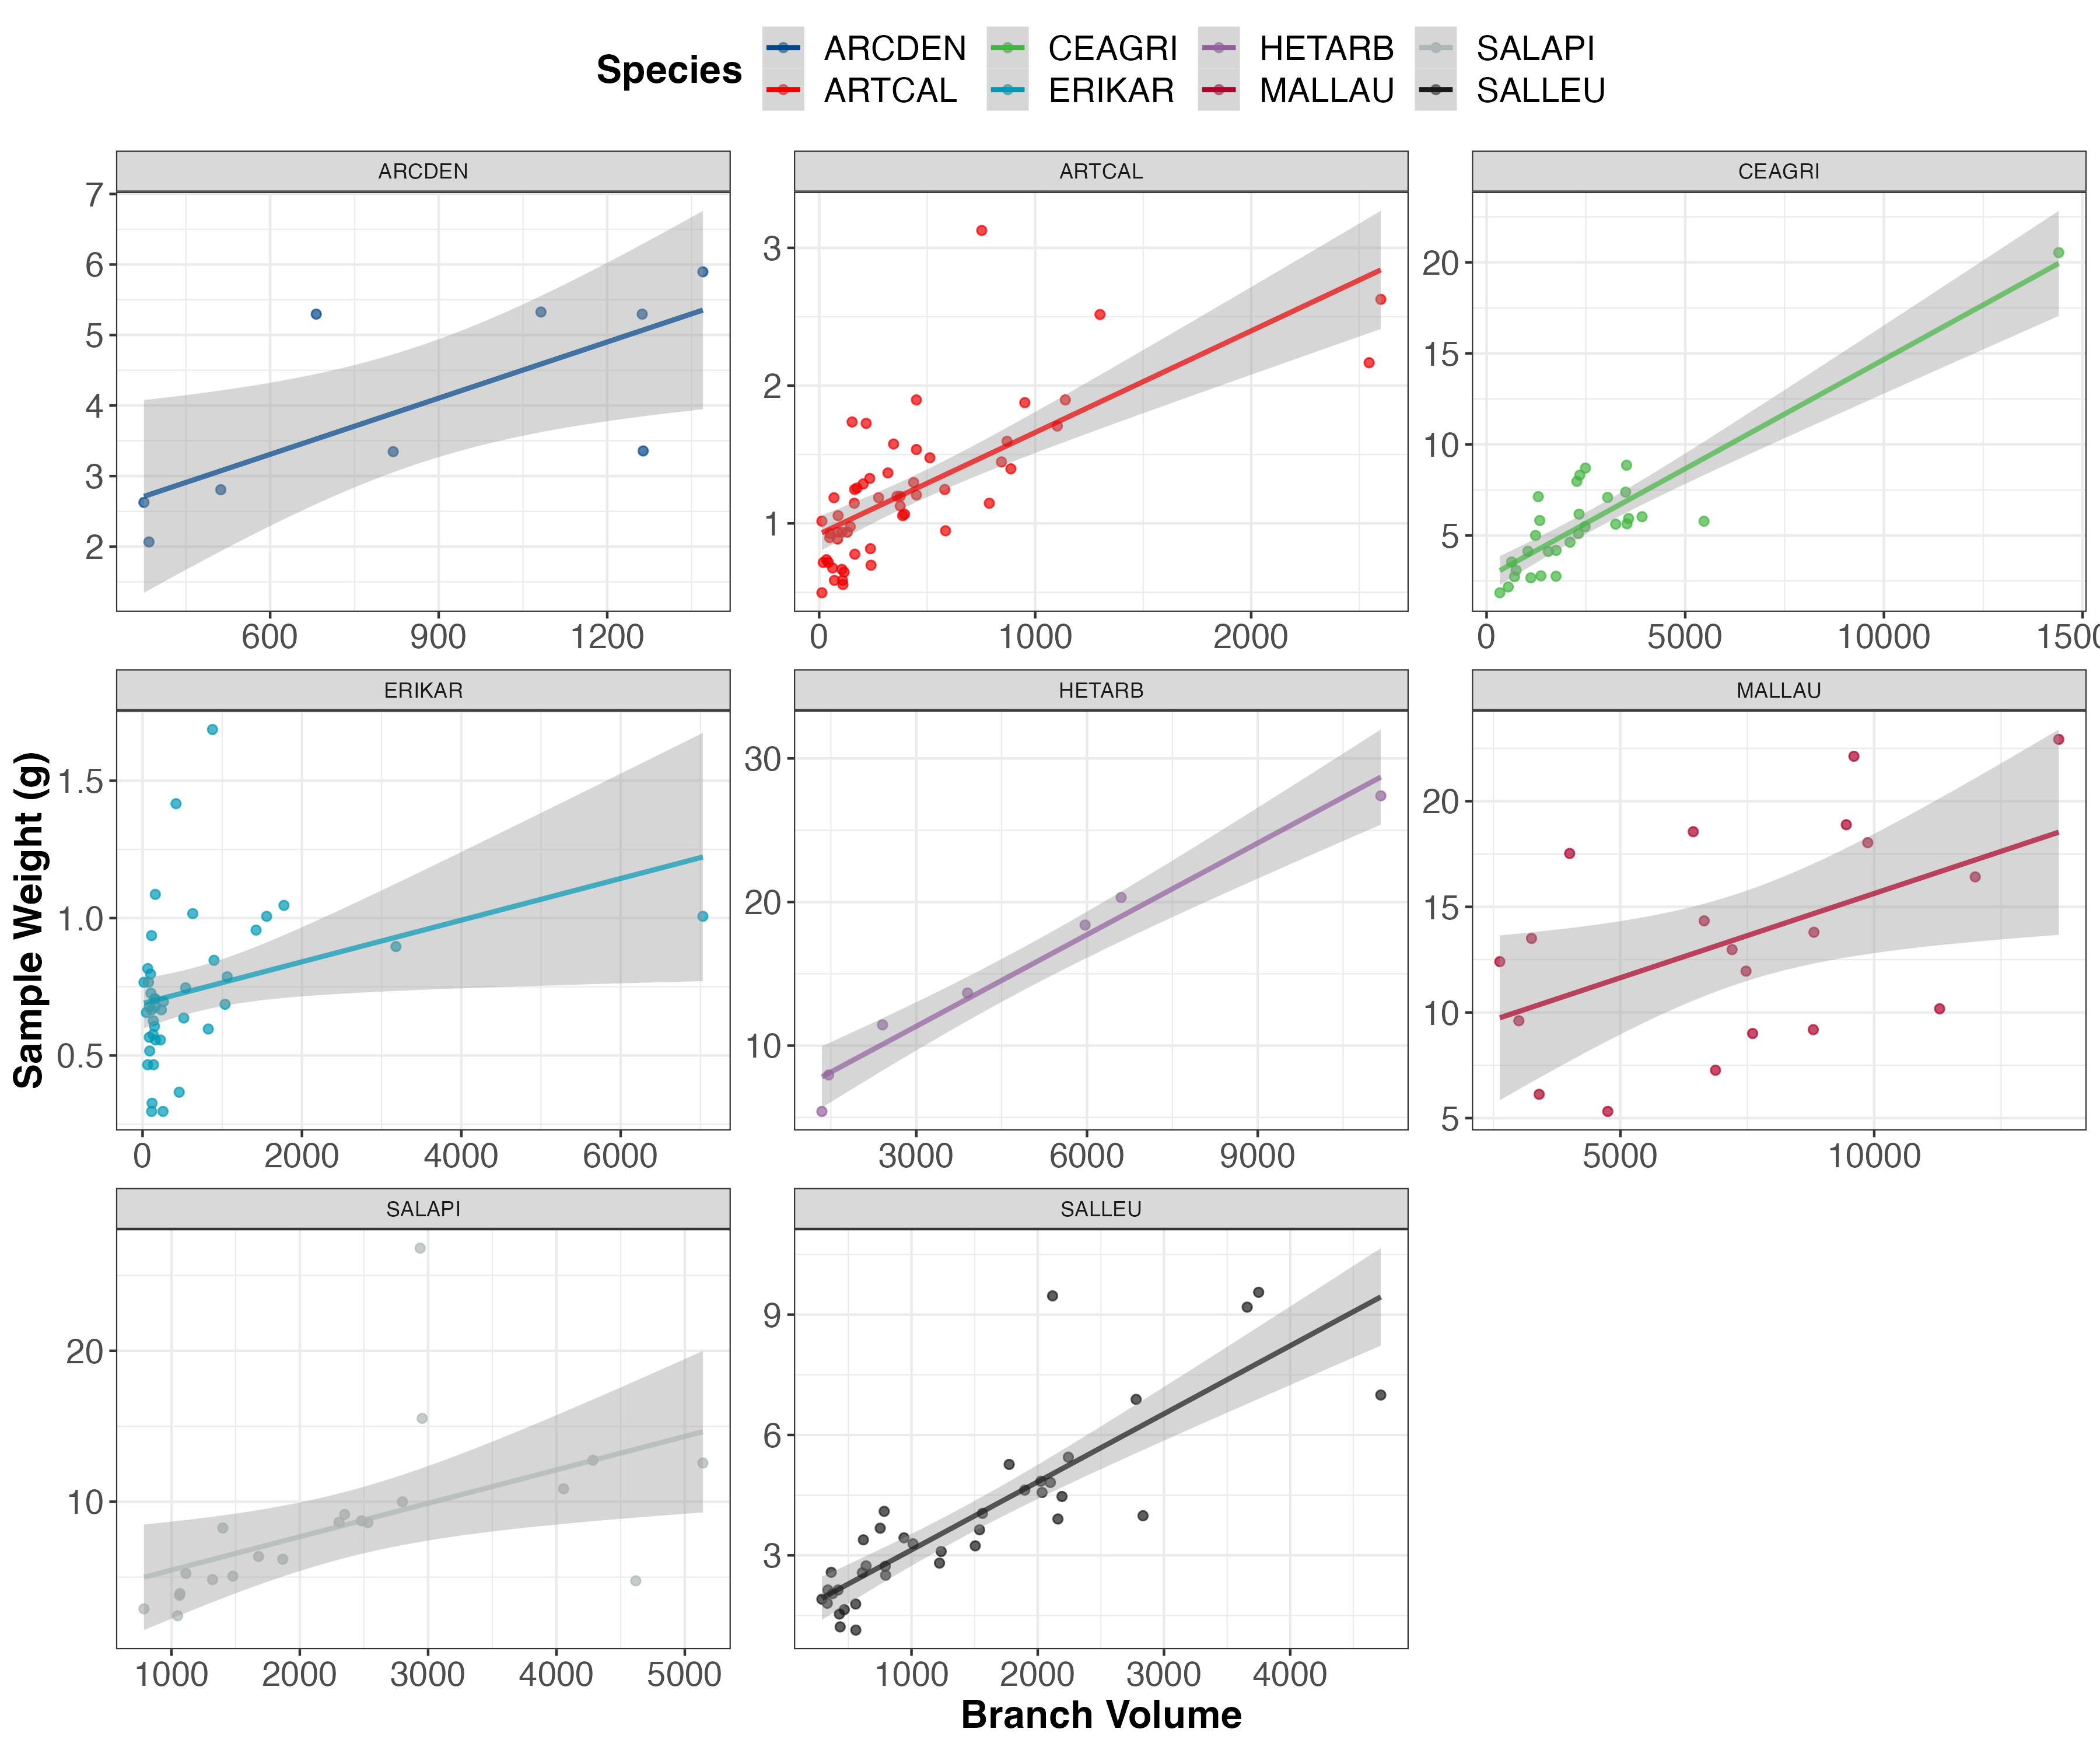 Species ARCDEN CEAGRI HETARB SALAPI
ARTCAL ERIKAR MALLAU SALLEU
ARCDEN ARTCAL CEAGRI
7
6
5
4
3
2
600 900 1200
3
2
1
0 1000 2000
20
15
10
5
0 5000 10000 1500
ERIKAR HETARB MALLAU
Sample Weight (g)
1.5
1.0
0.5
0 2000 4000 6000
30
20
10
3000 6000 9000
20
15
10
5
5000 10000
SALAPI SALLEU
20
10
1000 2000 3000 4000 5000
9
6
3
1000 2000 3000 4000
Branch Volume